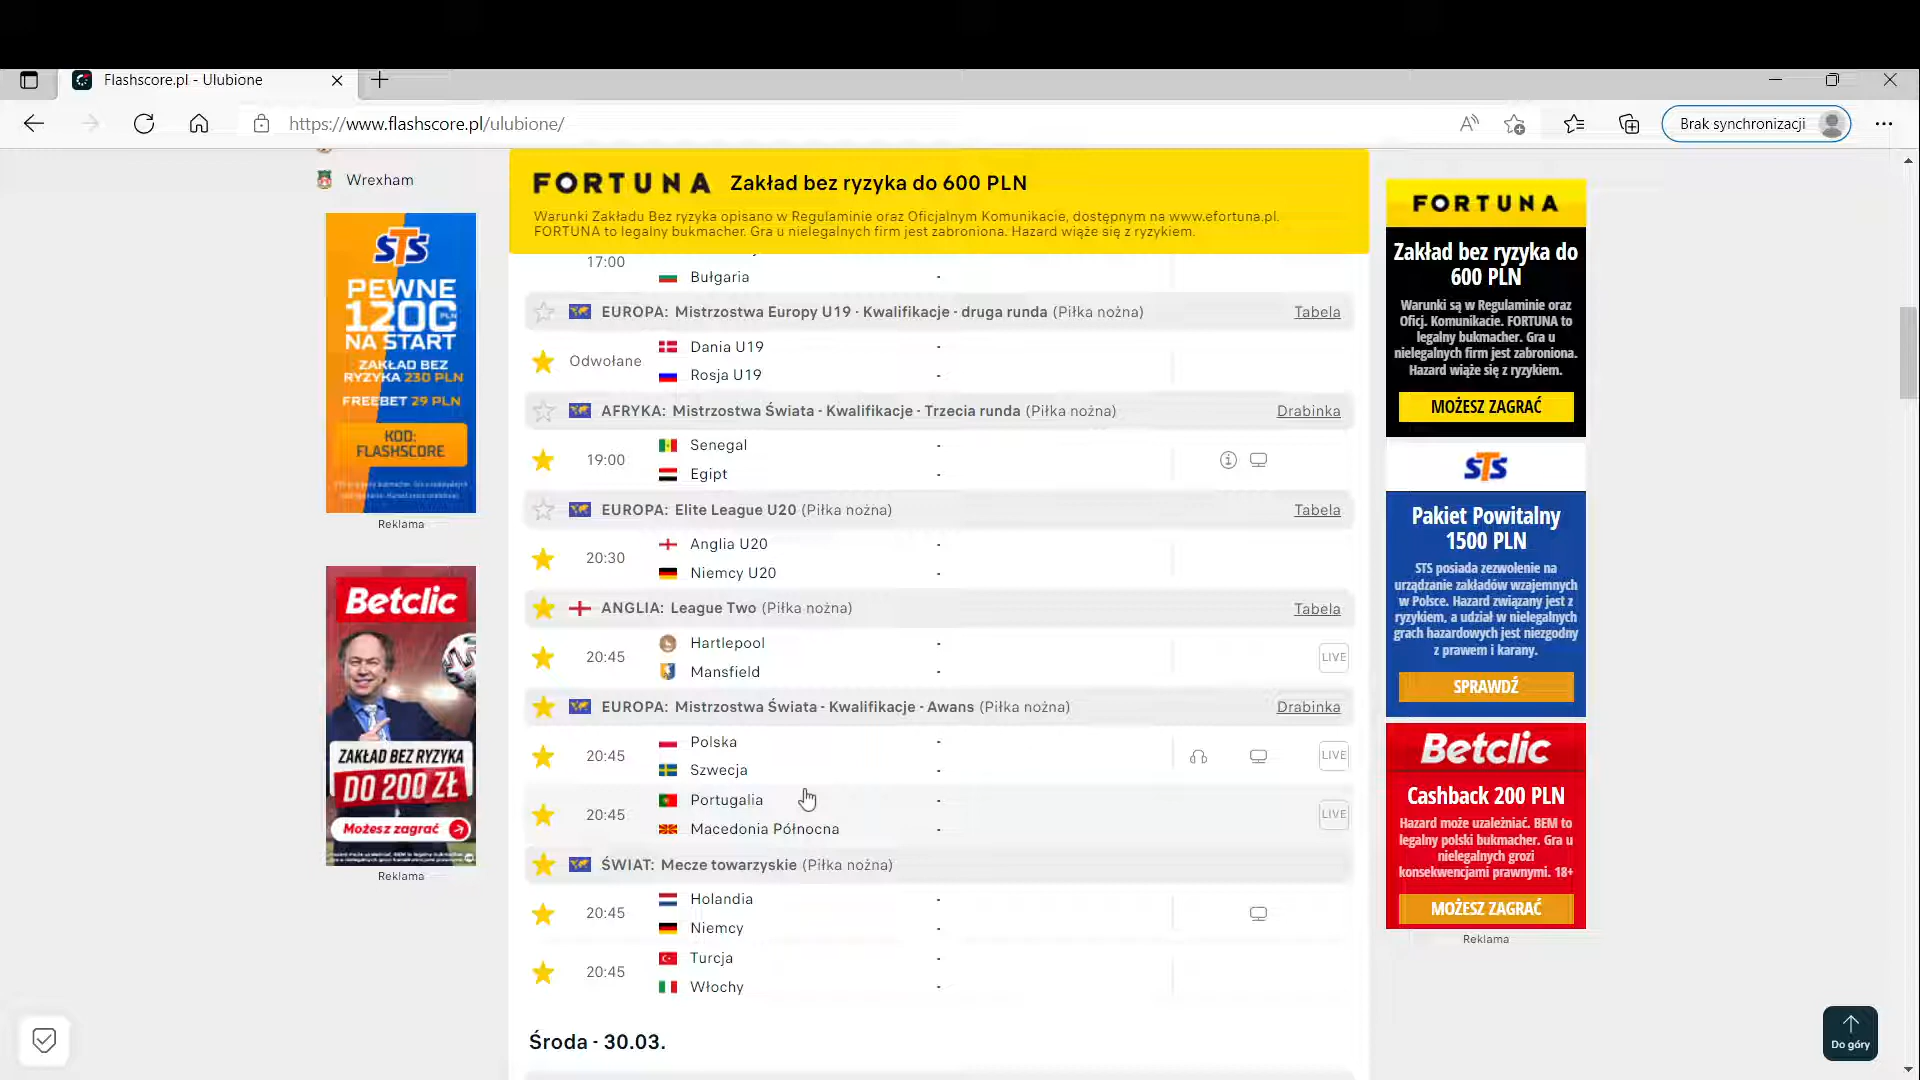 Flashscore.pl - Ulubione
https://www.flashscore.pl/ulubione/
Brak synchronizacji
Wrexham
STS
PEWNE
1200 PLN
NA START
ZAKŁAD BEZ
RYZYKA 230 PLN
FREEBET 29 PLN
KOD:
FLASHSCORE
Reklama
Betclic
ZAKŁAD BEZ RYZYKA
DO 200 ZŁ
Możesz zagrać
Reklama
FORTUNA Zakład bez ryzyka do 600 PLN
Warunki Zakładu Bez ryzyka opisano w Regulaminie oraz Oficjalnym Komunikacie, dostępnym na www.efortuna.pl.
FORTUNA to legalny bukmacher. Gra u nielegalnych firm jest zabroniona. Hazard wiąże się z ryzykiem.
17:00
Bułgaria -
EUROPA: Mistrzostwa Europy U19 - Kwalifikacje - druga runda (Piłka nożna) Tabela
Dania U19 -
Odwołane
Rosja U19 -
AFRYKA: Mistrzostwa Świata - Kwalifikacje - Trzecia runda (Piłka nożna) Drabinka
Senegal -
19:00
Egipt -
EUROPA: Elite League U20 (Piłka nożna) Tabela
Anglia U20 -
20:30
Niemcy U20 -
ANGLIA: League Two (Piłka nożna) Tabela
Hartlepool -
20:45 LIVE
Mansfield -
EUROPA: Mistrzostwa Świata - Kwalifikacje - Awans (Piłka nożna) Drabinka
Polska -
20:45 LIVE
Szwecja -
Portugalia -
20:45 LIVE
Macedonia Północna -
ŚWIAT: Mecze towarzyskie (Piłka nożna)
Holandia -
20:45
Niemcy -
Turcja -
20:45
Włochy -
Środa - 30.03.
FORTUNA
Zakład bez ryzyka do
600 PLN
Warunki są w Regulaminie oraz
Oficj. Komunikacie. FORTUNA to
legalny bukmacher. Gra u
nielegalnych firm jest zabroniona.
Hazard wiąże się z ryzykiem.
MOŻESZ ZAGRAĆ
STS
Pakiet Powitalny
1500 PLN
STS posiada zezwolenie na
urządzanie zakładów wzajemnych
w Polsce. Hazard związany jest z
ryzykiem, a udział w nielegalnych
grach hazardowych jest niezgodny
z prawem i karany.
SPRAWDŹ
Betclic
Cashback 200 PLN
Hazard może uzależniać. BEM to
legalny polski bukmacher. Gra u
nielegalnych grozi
konsekwencjami prawnymi. 18+
MOŻESZ ZAGRAĆ
Reklama
Do góry